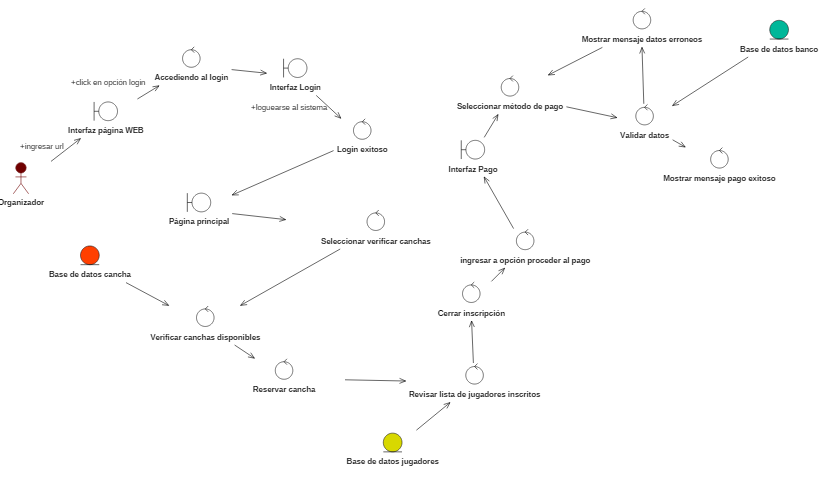 Mostrar mensaje datos erroneos
Base de datos banco
Accediendo al login
+click en opción login
Interfaz Login
Seleccionar método de pago
+loguearse al sistema
Interfaz página WEB
Validar datos
+ingresar url
Login exitoso
Interfaz Pago
Mostrar mensaje pago exitoso
Organizador
Página principal
Seleccionar verificar canchas
ingresar a opción proceder al pago
Base de datos cancha
Cerrar inscripción
Verificar canchas disponibles
Reservar cancha
Revisar lista de jugadores inscritos
Base de datos jugadores